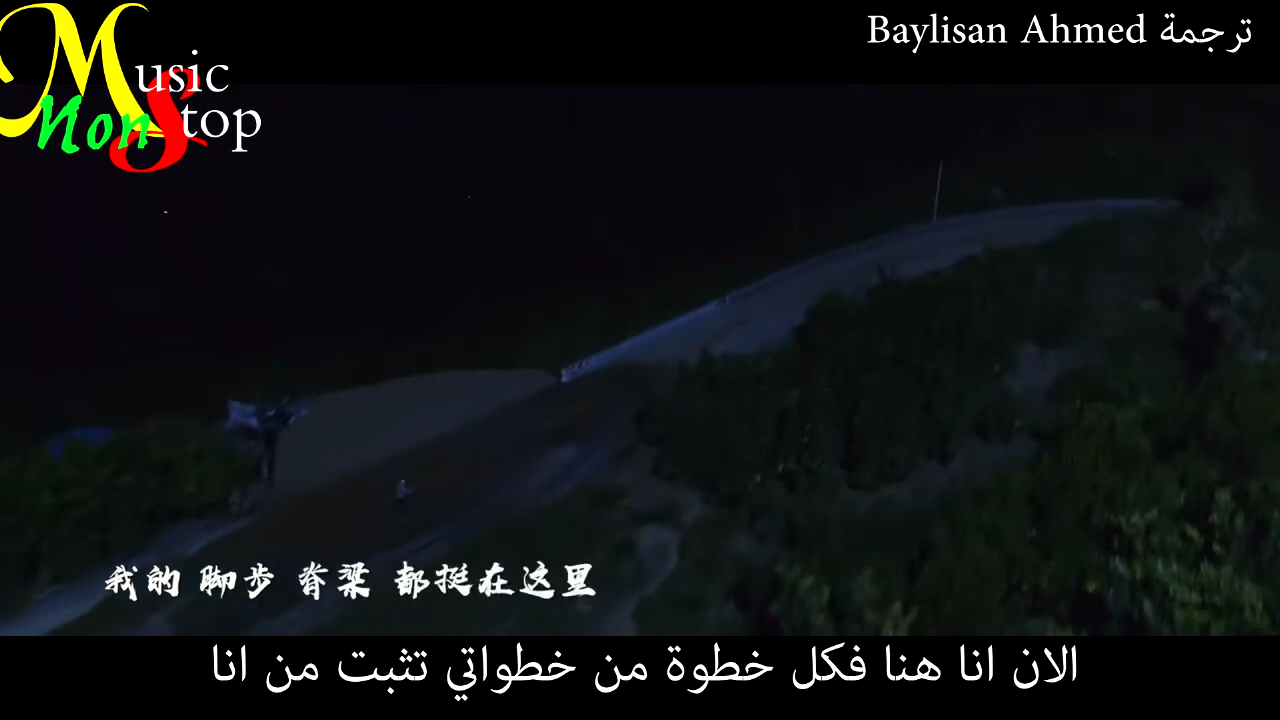 Baylisan Ahmed ترجمة
Music
Non Stop
我的 脚步 脊梁 都挺在这里
الان انا هنا فكل خطوة من خطواتي تثبت من انا